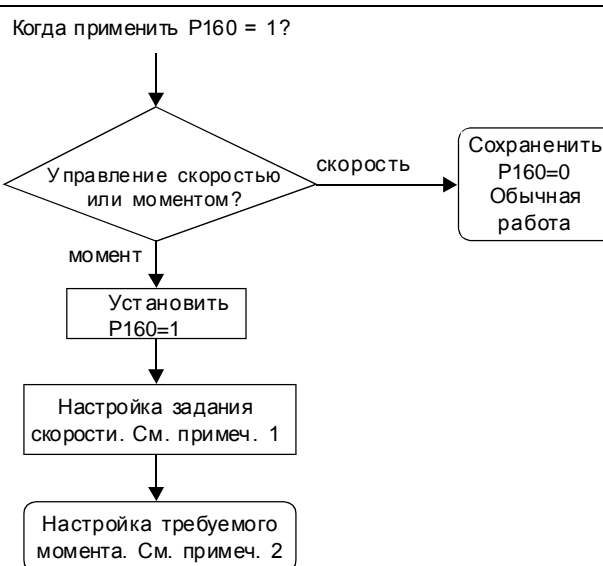 Когда применить P160 = 1?
Управление скоростью
или моментом?
скорость
Сохраненить
P160=0
Обычная
работа
момент
Установить
P160=1
Настройка задания
скорости. См. примеч. 1
Настройка требуемого
момента. См. примеч. 2